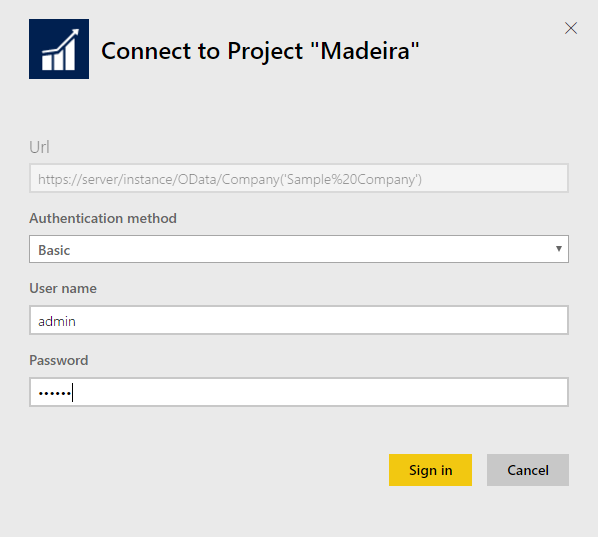 Connect to Project "Madeira"
Url
https://server/instance/OData/Company('Sample%20Company')
Authentication method
Basic
User name
admin
Password
••••••
Sign in Cancel